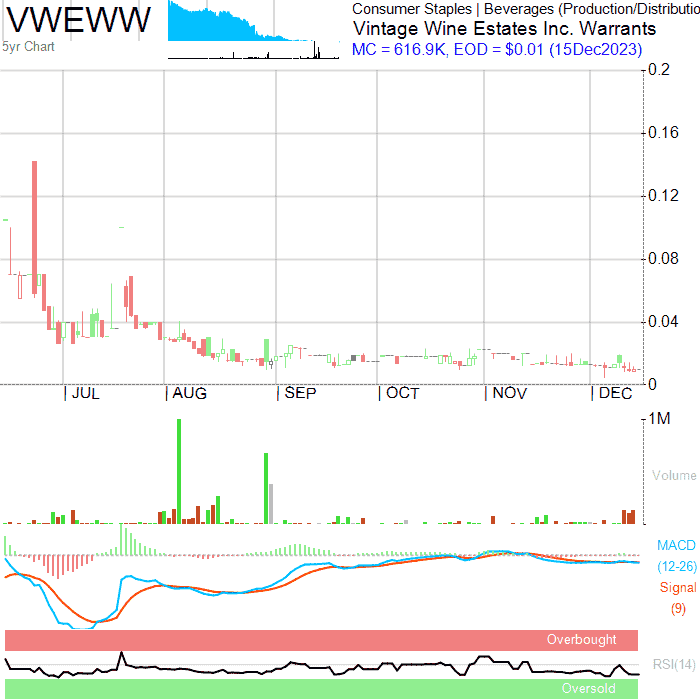 VWEWW
5yr Chart
Consumer Staples | Beverages (Production/Distributio
Vintage Wine Estates Inc. Warrants
MC = 616.9K, EOD = $0.01 (15Dec2023)
0.2
0.16
0.12
0.08
0.04
0
| JUL | AUG | SEP | OCT | NOV | DEC
1M
Volume
MACD
(12-26)
Signal
(9)
Overbought
RSI(14)
Oversold